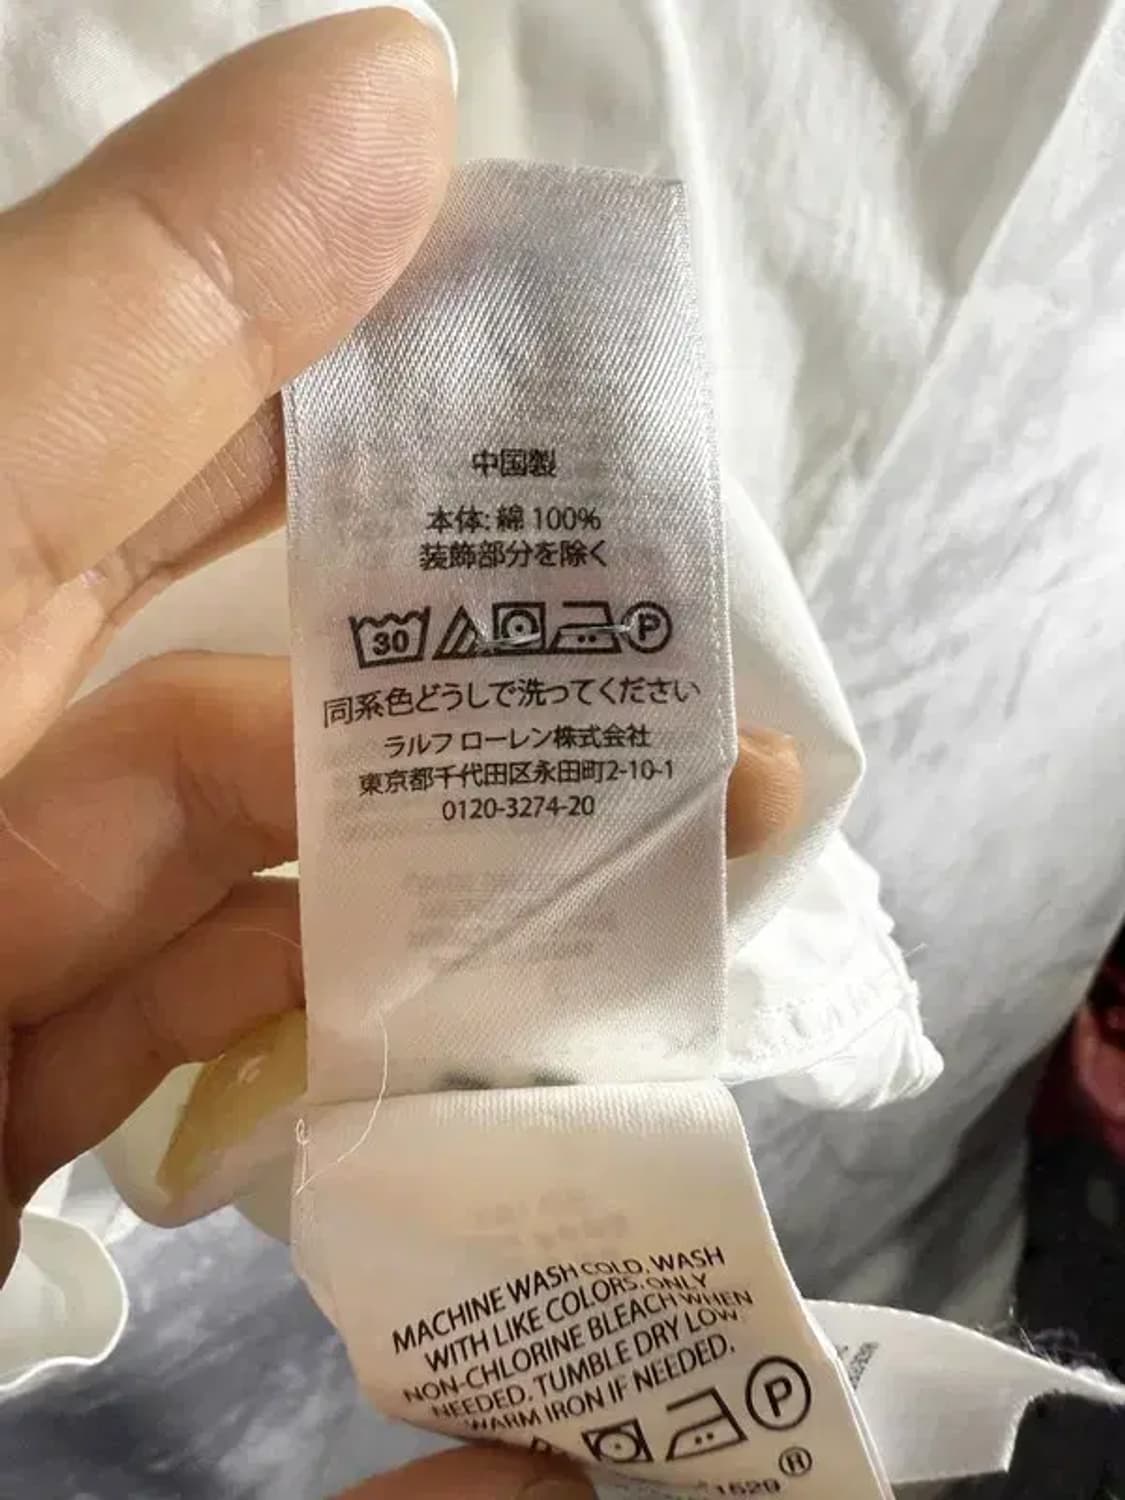 中国製
本体: 綿 100%
装飾部分を除く
30 P
同系色どうしで洗ってください
ラルフ ローレン株式会社
東京都千代田区永田町2-10-1
0120-3274-20
MACHINE WASH COLD. WASH
WITH LIKE COLORS. ONLY
NON-CHLORINE BLEACH WHEN
NEEDED. TUMBLE DRY LOW.
WARM IRON IF NEEDED.
P
®
1629